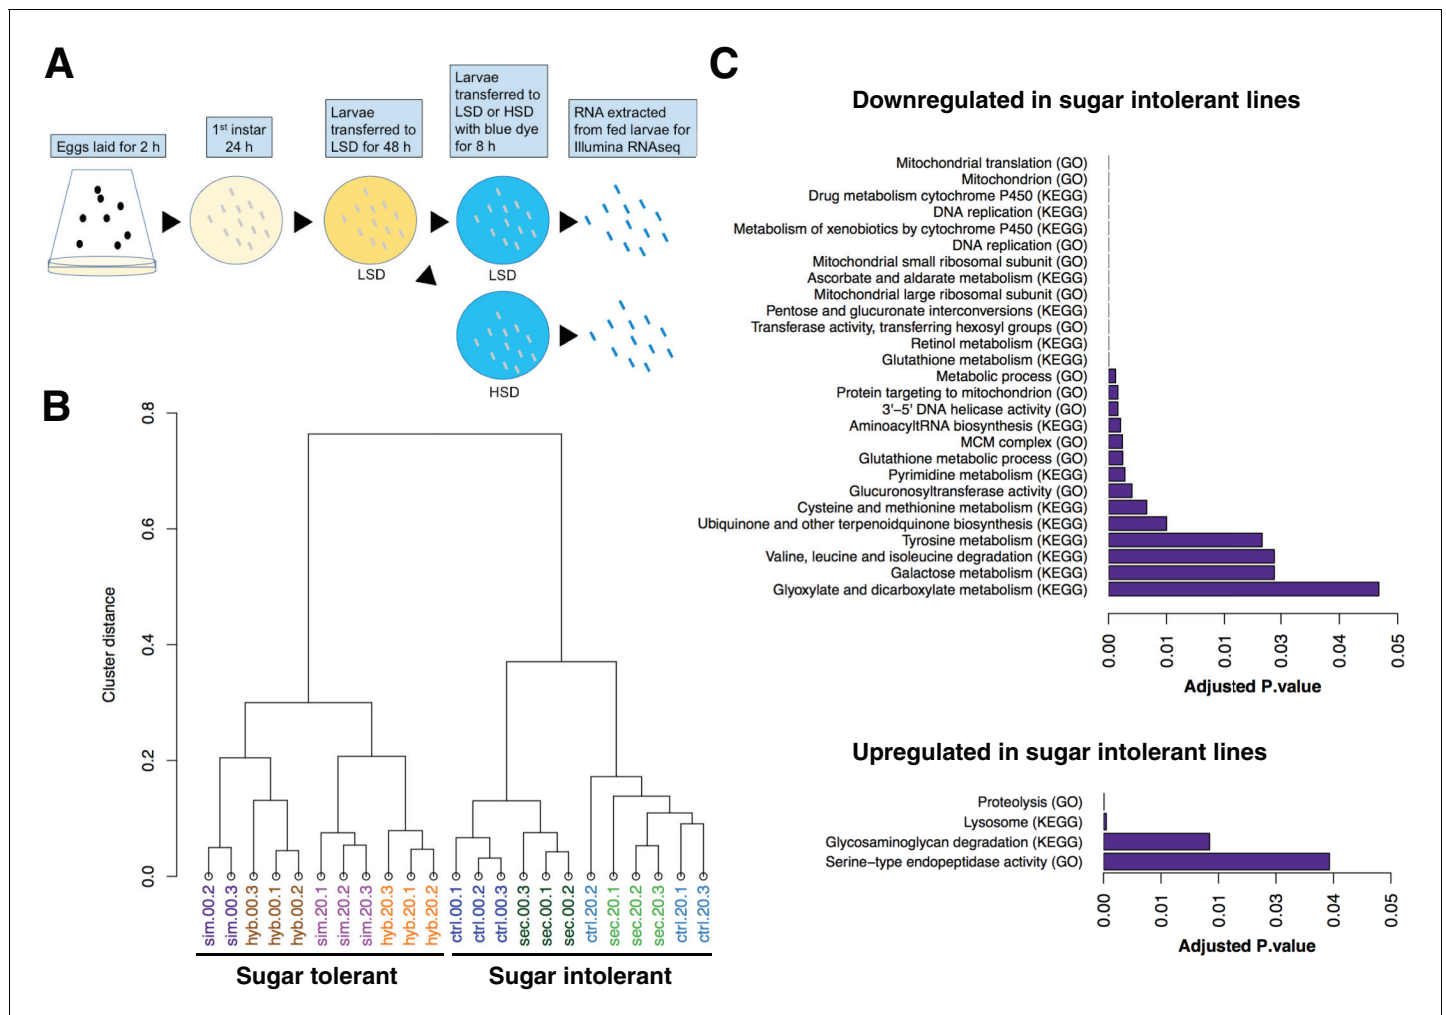 A
Eggs laid for 2 h
1st instar
24 h
Larvae
transferred to
LSD for 48 h
Larvae
transferred to
LSD or HSD
with blue dye
for 8 h
RNA extracted
from fed larvae for
Illumina RNAseq
LSD
LSD
HSD
B
Cluster distance
0.8
0.6
0.4
0.2
0.0
sim.00.2
sim.00.3
hyb.00.3
hyb.00.1
hyb.00.2
sim.20.1
sim.20.2
sim.20.3
hyb.20.3
hyb.20.1
hyb.20.2
ctrl.00.1
ctrl.00.2
ctrl.00.3
sec.00.3
sec.00.1
sec.00.2
ctrl.20.2
sec.20.1
sec.20.2
sec.20.3
ctrl.20.1
ctrl.20.3
Sugar tolerant
Sugar intolerant
C
Downregulated in sugar intolerant lines
Mitochondrial translation (GO)
Mitochondrion (GO)
Drug metabolism cytochrome P450 (KEGG)
DNA replication (KEGG)
Metabolism of xenobiotics by cytochrome P450 (KEGG)
DNA replication (GO)
Mitochondrial small ribosomal subunit (GO)
Ascorbate and aldarate metabolism (KEGG)
Mitochondrial large ribosomal subunit (GO)
Pentose and glucuronate interconversions (KEGG)
Transferase activity, transferring hexosyl groups (GO)
Retinol metabolism (KEGG)
Glutathione metabolism (KEGG)
Metabolic process (GO)
Protein targeting to mitochondrion (GO)
3'−5' DNA helicase activity (GO)
AminoacyltRNA biosynthesis (KEGG)
MCM complex (GO)
Glutathione metabolic process (GO)
Pyrimidine metabolism (KEGG)
Glucuronosyltransferase activity (GO)
Cysteine and methionine metabolism (KEGG)
Ubiquinone and other terpenoidquinone biosynthesis (KEGG)
Tyrosine metabolism (KEGG)
Valine, leucine and isoleucine degradation (KEGG)
Galactose metabolism (KEGG)
Glyoxylate and dicarboxylate metabolism (KEGG)
0.00
0.01
0.01
0.03
0.04
0.05
Adjusted P.value
Upregulated in sugar intolerant lines
Proteolysis (GO)
Lysosome (KEGG)
Glycosaminoglycan degradation (KEGG)
Serine−type endopeptidase activity (GO)
0.00
0.01
0.01
0.03
0.04
0.05
Adjusted P.value